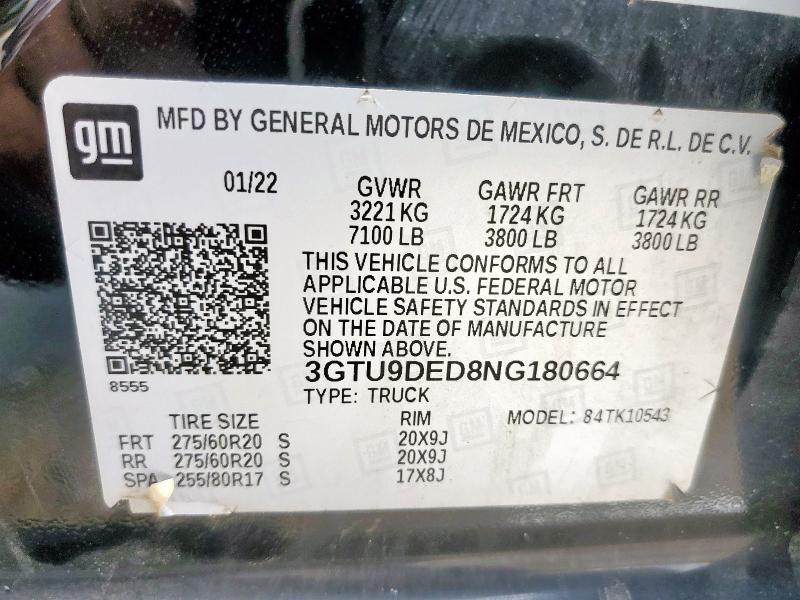 gm
MFD BY GENERAL MOTORS DE MEXICO, S. DE R.L. DE C.V.
01/22 GVWR GAWR FRT GAWR RR
3221 KG 1724 KG 1724 KG
7100 LB 3800 LB 3800 LB
THIS VEHICLE CONFORMS TO ALL
APPLICABLE U.S. FEDERAL MOTOR
VEHICLE SAFETY STANDARDS IN EFFECT
ON THE DATE OF MANUFACTURE
SHOWN ABOVE.
3GTU9DED8NG180664
8555
TYPE: TRUCK
TIRE SIZE RIM MODEL: 84TK10543
FRT 275/60R20 S 20X9J
RR 275/60R20 S 20X9J
SPA 255/80R17 S 17X8J